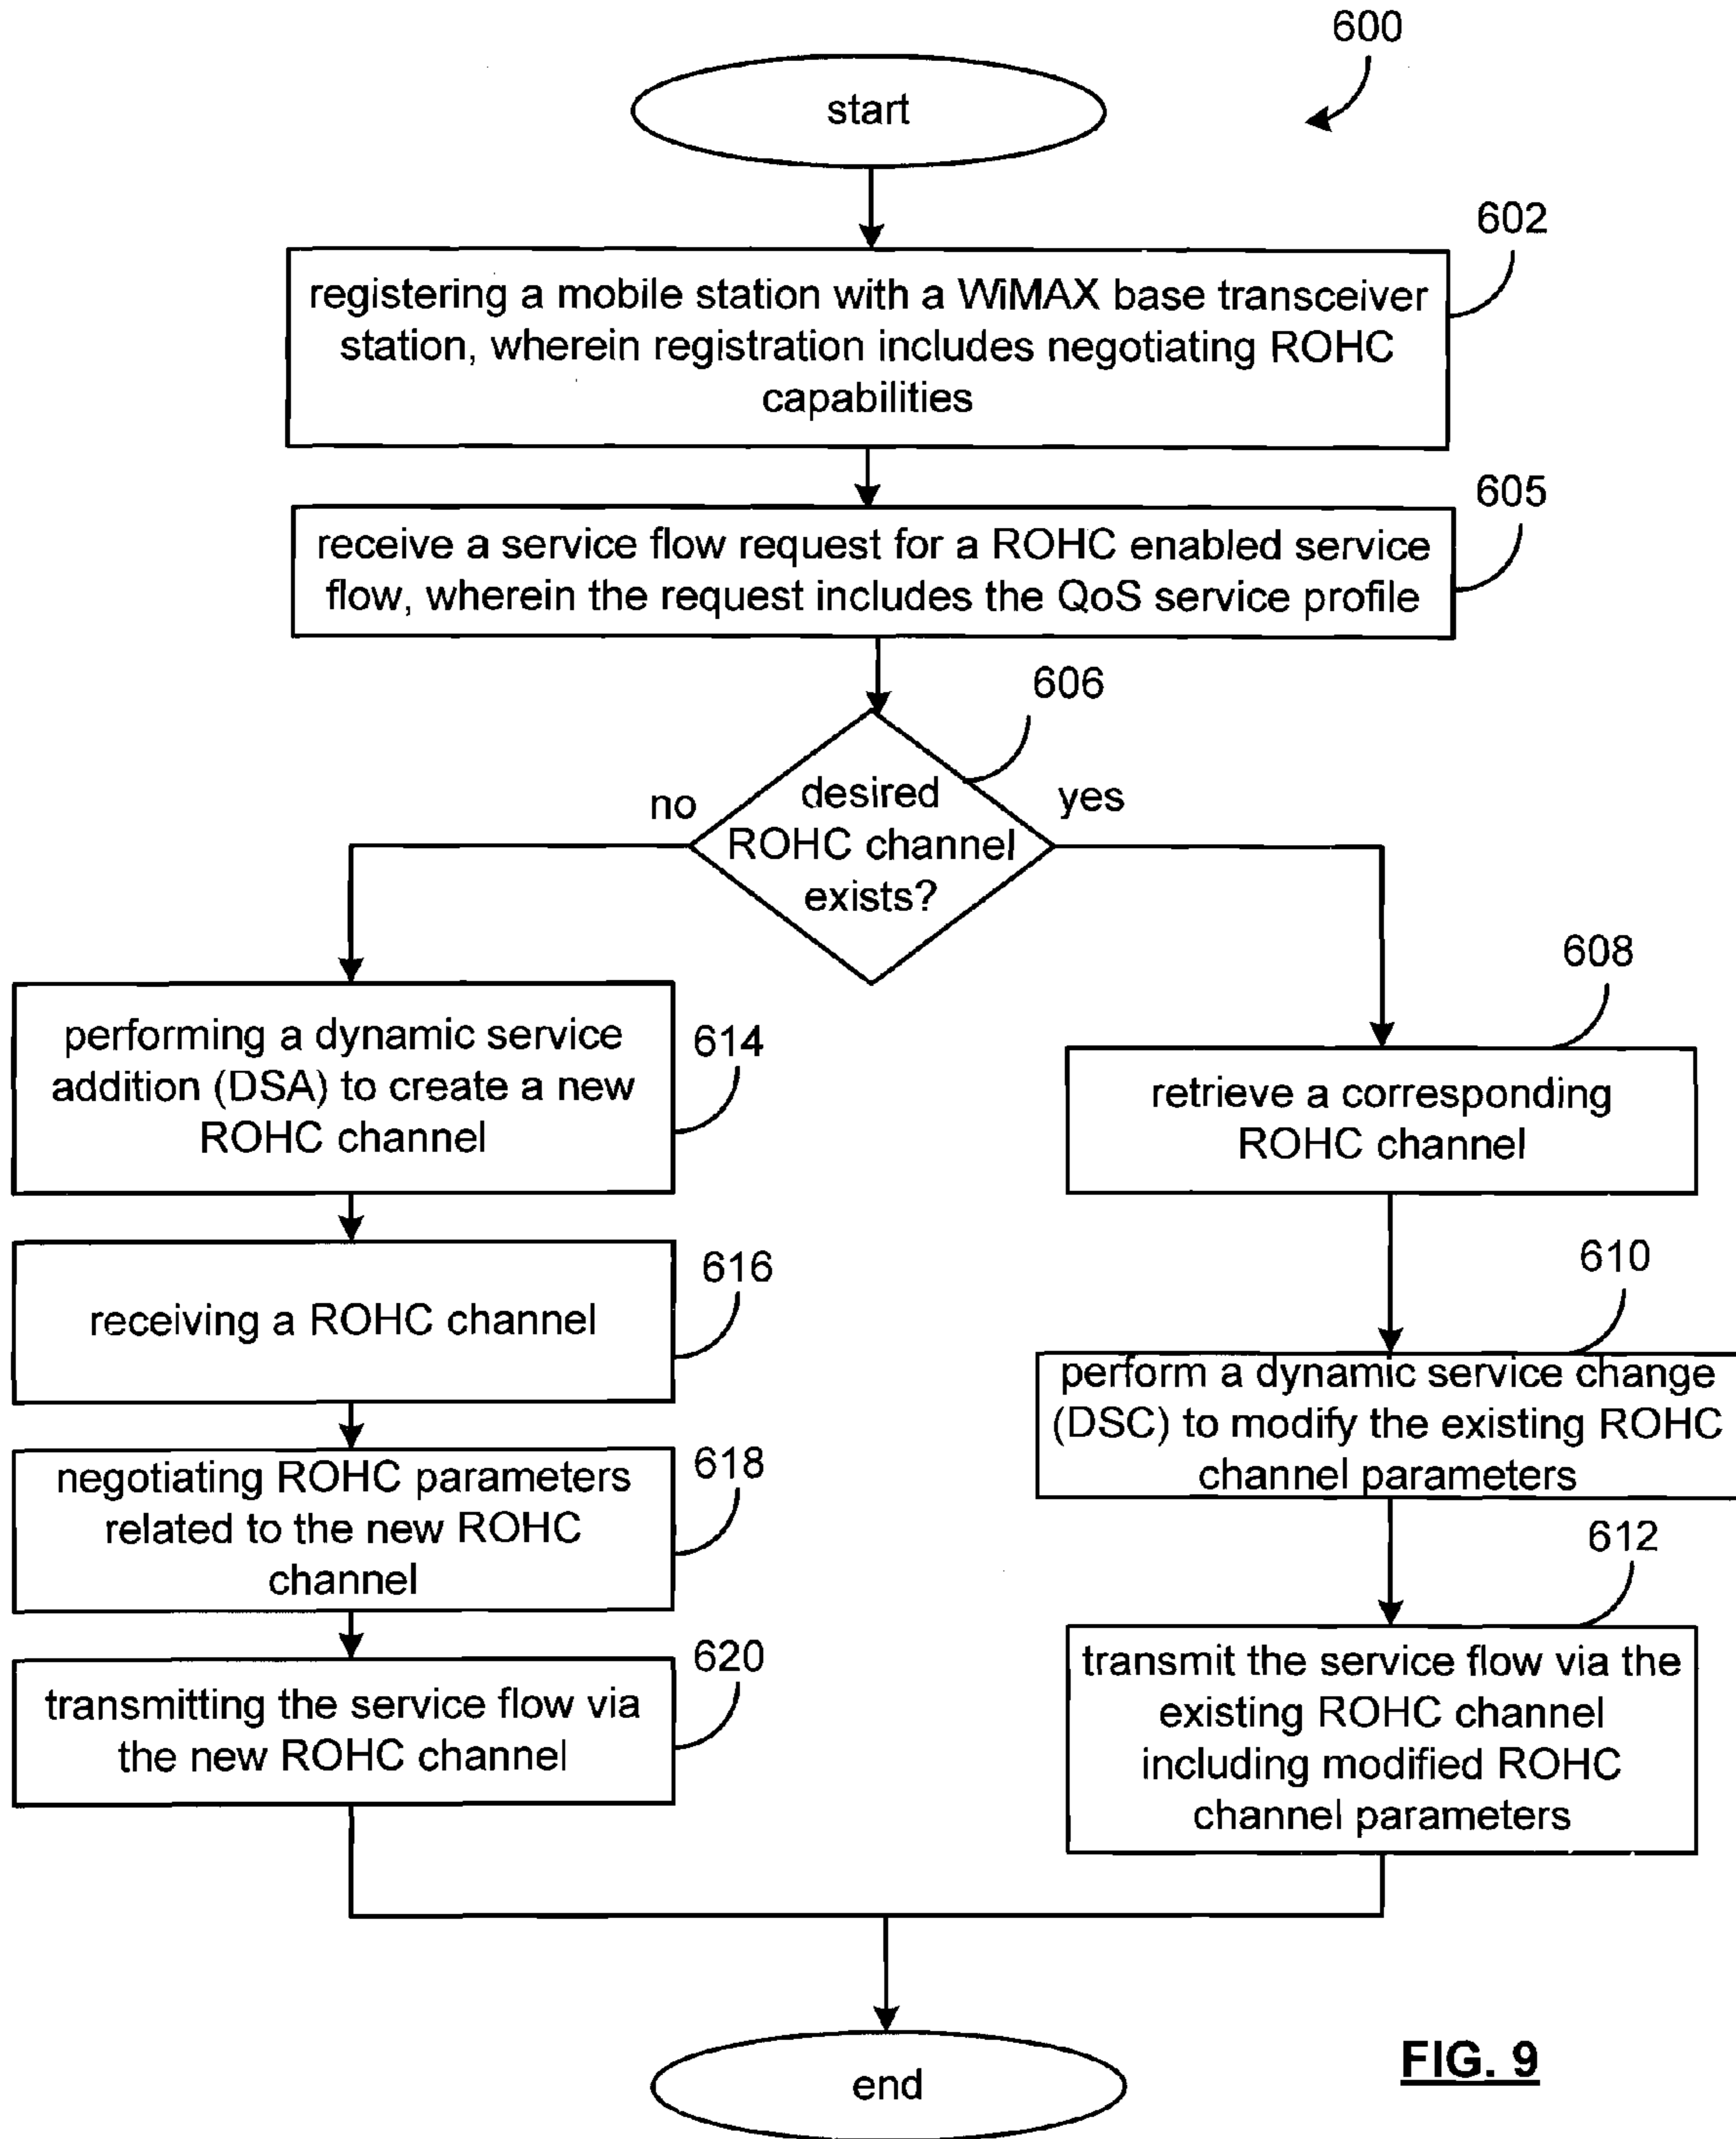 600
start
602
registering a mobile station with a WiMAX base transceiver
station, wherein registration includes negotiating ROHC
capabilities
605
receive a service flow request for a ROHC enabled service
flow, wherein the request includes the QoS service profile
606
no
desired
ROHC channel
exists?
yes
614
performing a dynamic service
addition (DSA) to create a new
ROHC channel
616
receiving a ROHC channel
618
negotiating ROHC parameters
related to the new ROHC
channel
620
transmitting the service flow via
the new ROHC channel
608
retrieve a corresponding
ROHC channel
610
perform a dynamic service change
(DSC) to modify the existing ROHC
channel parameters
612
transmit the service flow via the
existing ROHC channel
including modified ROHC
channel parameters
end
FIG. 9